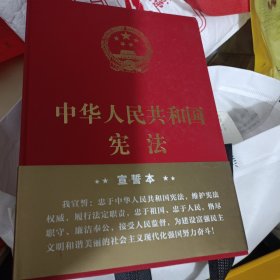 中华人民共和国
宪法
★★ 宣誓本 ★★
我宣誓：忠于中华人民共和国宪法，维护宪法
权威，履行法定职责，忠于祖国、忠于人民，恪尽
职守、廉洁奉公，接受人民监督，为建设富强民主
文明和谐美丽的社会主义现代化强国努力奋斗！